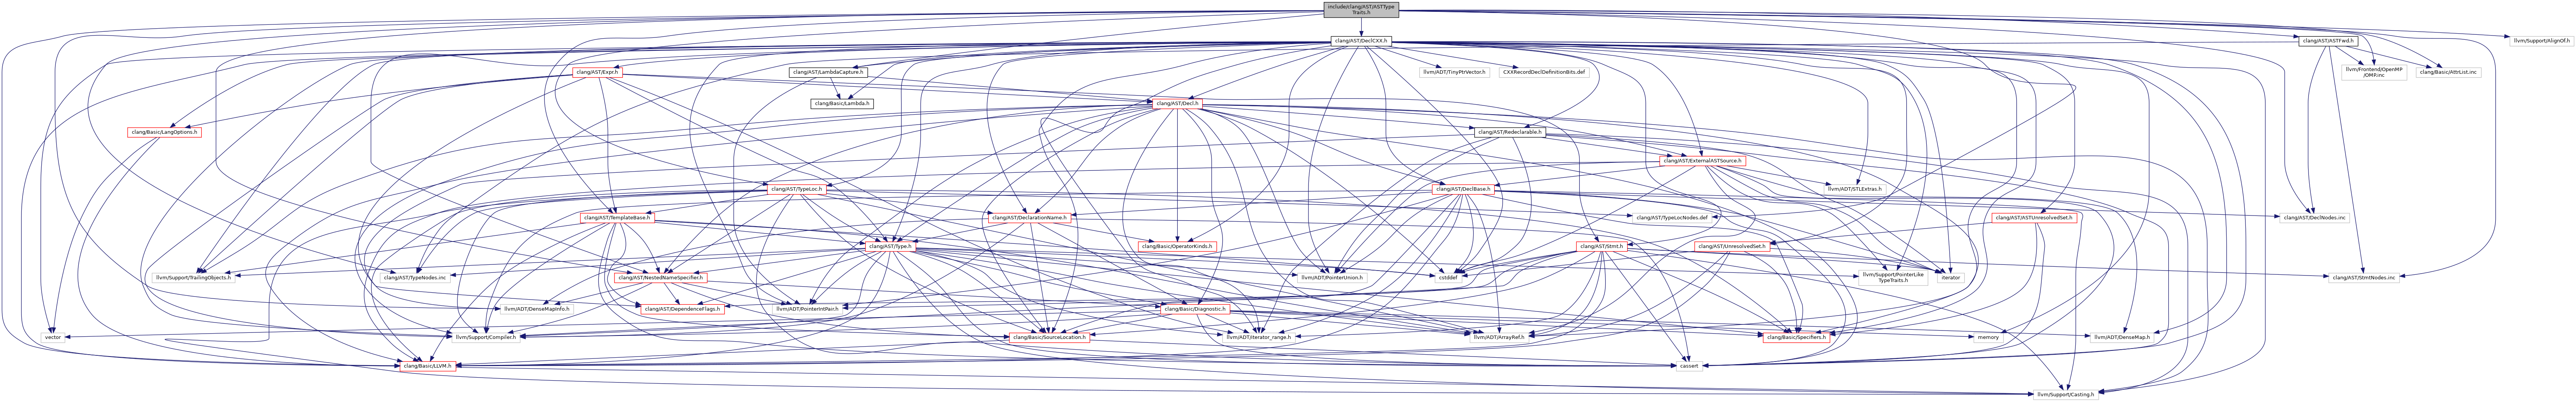 include/clang/AST/ASTType
Traits.h
clang/AST/DeclCXX.h
clang/AST/ASTFwd.h
llvm/Support/AlignOf.h
clang/AST/Expr.h
clang/AST/LambdaCapture.h
llvm/ADT/TinyPtrVector.h
CXXRecordDeclDefinitionBits.def
llvm/Frontend/OpenMP
/OMP.inc
clang/Basic/AttrList.inc
clang/Basic/Lambda.h
clang/AST/Decl.h
clang/Basic/LangOptions.h
clang/AST/Redeclarable.h
clang/AST/ExternalASTSource.h
clang/AST/TypeLoc.h
clang/AST/DeclBase.h
llvm/ADT/STLExtras.h
clang/AST/TemplateBase.h
clang/AST/DeclarationName.h
clang/AST/TypeLocNodes.def
clang/AST/ASTUnresolvedSet.h
clang/AST/DeclNodes.inc
clang/AST/Type.h
clang/Basic/OperatorKinds.h
clang/AST/Stmt.h
clang/AST/UnresolvedSet.h
llvm/Support/TrailingObjects.h
clang/AST/TypeNodes.inc
clang/AST/NestedNameSpecifier.h
llvm/ADT/PointerUnion.h
cstddef
llvm/Support/PointerLike
TypeTraits.h
iterator
clang/AST/StmtNodes.inc
llvm/ADT/DenseMapInfo.h
clang/AST/DependenceFlags.h
llvm/ADT/PointerIntPair.h
clang/Basic/Diagnostic.h
vector
llvm/Support/Compiler.h
clang/Basic/SourceLocation.h
llvm/ADT/iterator_range.h
llvm/ADT/ArrayRef.h
clang/Basic/Specifiers.h
memory
llvm/ADT/DenseMap.h
clang/Basic/LLVM.h
cassert
llvm/Support/Casting.h